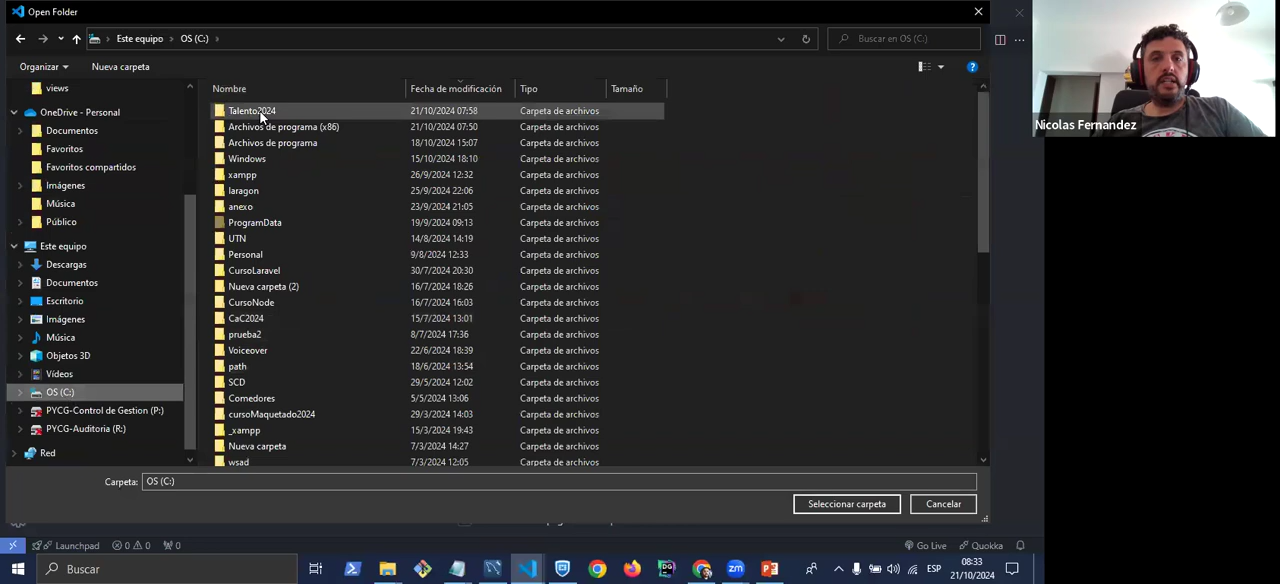 Open Folder
Este equipo > OS (C:) >
Buscar en OS (C:)
Organizar
Nueva carpeta
views
OneDrive - Personal
Documentos
Favoritos
Favoritos compartidos
Imágenes
Música
Público
Este equipo
Descargas
Documentos
Escritorio
Imágenes
Música
Objetos 3D
Vídeos
OS (C:)
PYCG-Control de Gestion (P:)
PYCG-Auditoria (R:)
Red
Nombre Fecha de modificación Tipo Tamaño
Talento2024 21/10/2024 07:58 Carpeta de archivos
Archivos de programa (x86) 21/10/2024 07:50 Carpeta de archivos
Archivos de programa 18/10/2024 15:07 Carpeta de archivos
Windows 15/10/2024 18:10 Carpeta de archivos
xampp 26/9/2024 12:32 Carpeta de archivos
laragon 25/9/2024 22:06 Carpeta de archivos
anexo 23/9/2024 21:05 Carpeta de archivos
ProgramData 19/9/2024 09:13 Carpeta de archivos
UTN 14/8/2024 14:19 Carpeta de archivos
Personal 9/8/2024 12:33 Carpeta de archivos
CursoLaravel 30/7/2024 20:30 Carpeta de archivos
Nueva carpeta (2) 16/7/2024 18:26 Carpeta de archivos
CursoNode 16/7/2024 16:03 Carpeta de archivos
CaC2024 15/7/2024 13:01 Carpeta de archivos
prueba2 8/7/2024 17:36 Carpeta de archivos
Voiceover 22/6/2024 18:39 Carpeta de archivos
path 18/6/2024 13:54 Carpeta de archivos
SCD 29/5/2024 12:02 Carpeta de archivos
Comedores 5/5/2024 13:06 Carpeta de archivos
cursoMaquetado2024 29/3/2024 14:03 Carpeta de archivos
_xampp 15/3/2024 19:43 Carpeta de archivos
Nueva carpeta 7/3/2024 14:27 Carpeta de archivos
wsad 7/3/2024 12:05 Carpeta de archivos
Carpeta: OS (C:)
Seleccionar carpeta
Cancelar
Nicolas Fernandez
Launchpad 0 0 0
Go Live
Quokka
Buscar
DG
zm
ESP
08:33
21/10/2024